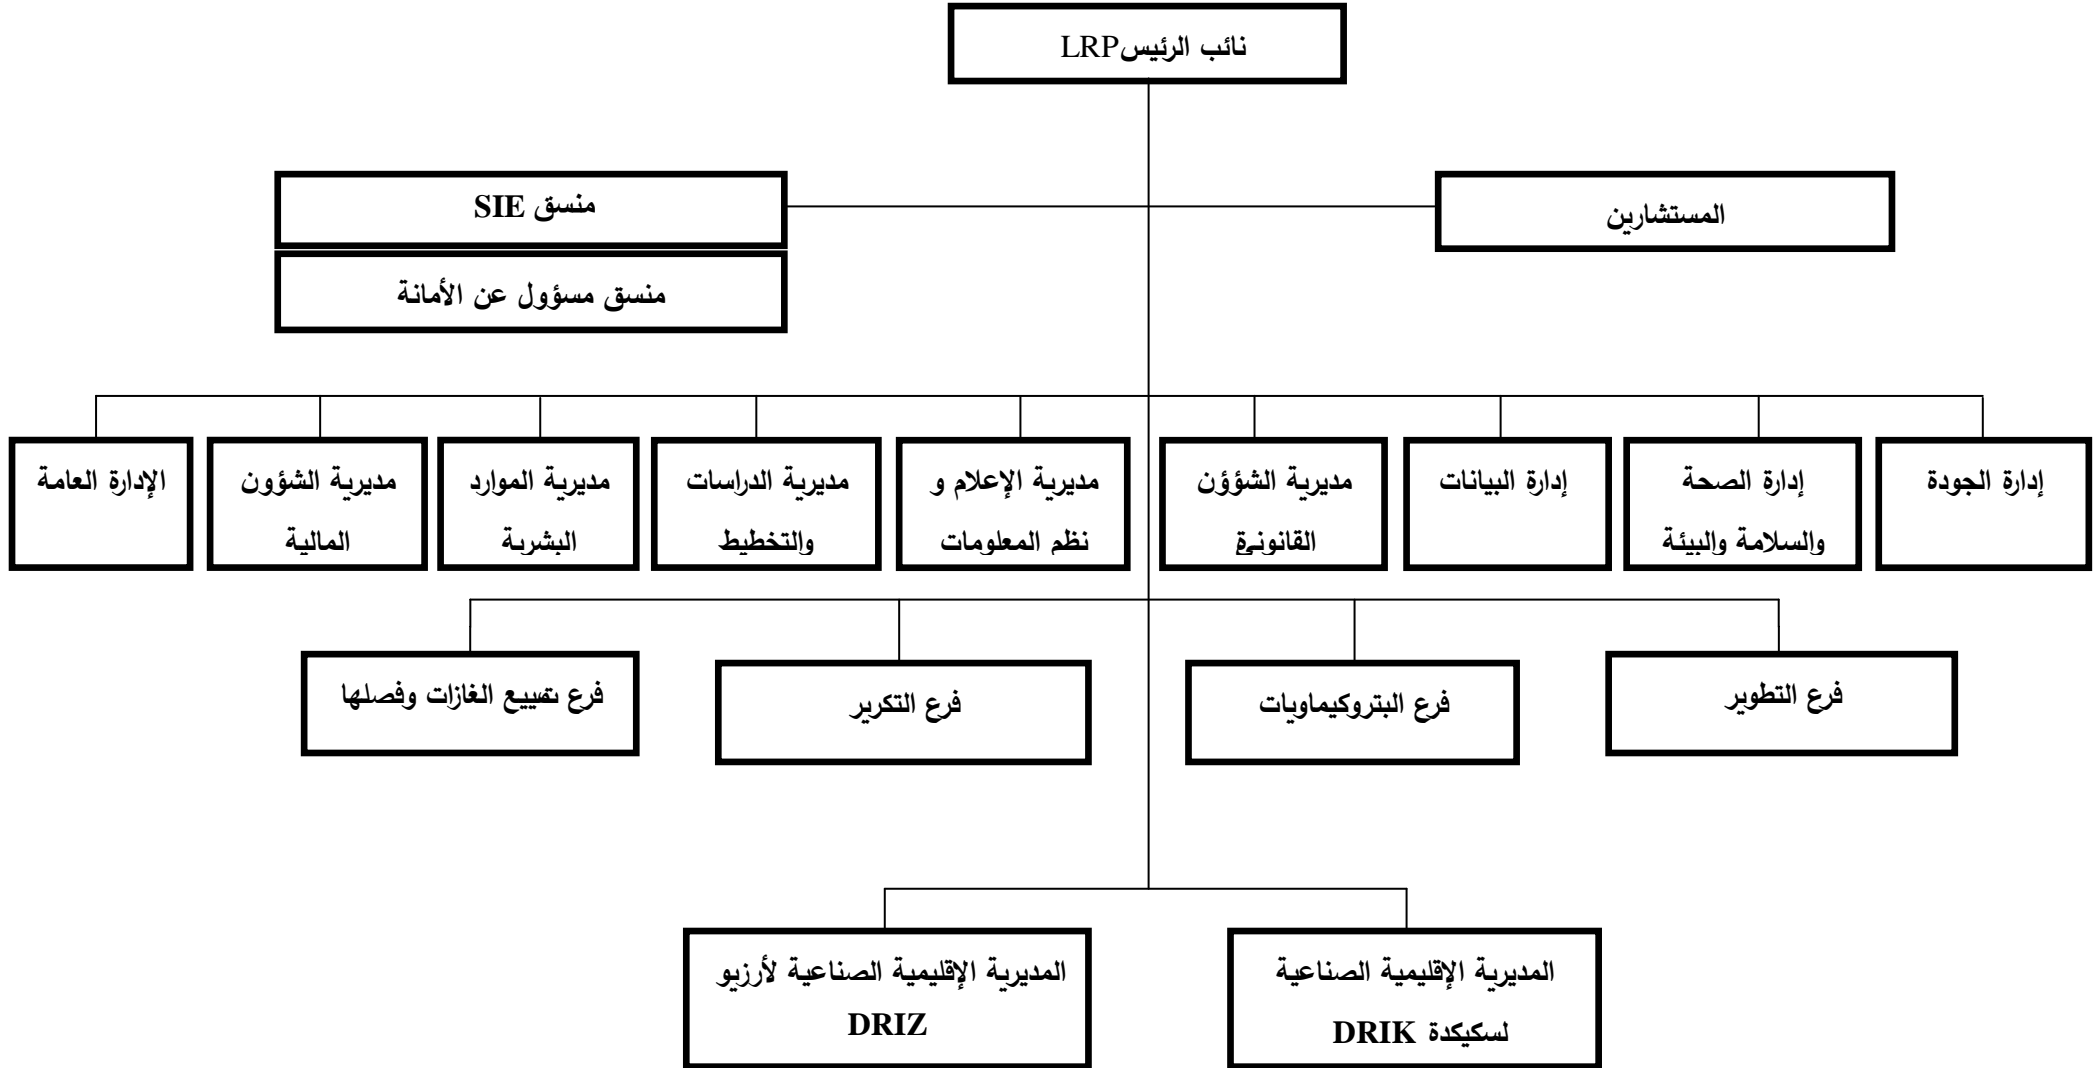 نائب الرئيسLRP
المستشارين
منسق SIE
منسق مسؤول عن الأمانة
إدارة الجودة
إدارة الصحة
والسلامة والبيئة
إدارة البيانات
مديرية الشؤؤن
القانونية
مديرية الإعلام و
نظم المعلومات
مديرية الدراسات
والتخطيط
مديرية الموارد
البشرية
مديرية الشؤون
المالية
الإدارة العامة
فرع التطوير
فرع البتروكيماويات
فرع التكرير
فرع تمييع الغازات وفصلها
المديرية الإقليمية الصناعية
لسكيكدة DRIK
المديرية الإقليمية الصناعية لأرزيو
DRIZ